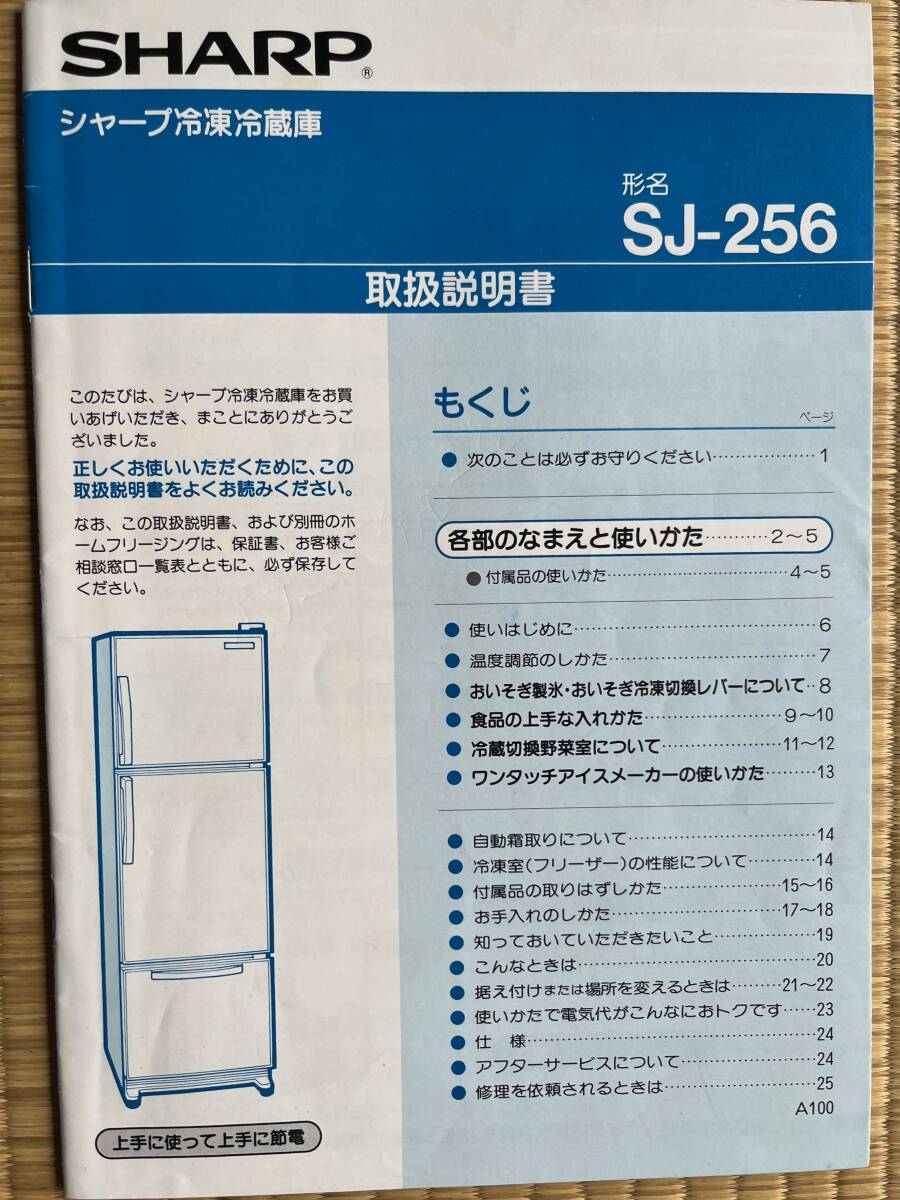 SHARP®
シャープ冷凍冷蔵庫
形名
SJ-256
取扱説明書
このたびは、シャープ冷凍冷蔵庫をお買
いあげいただき、まことにありがとうご
ざいました。
正しくお使いいただくために、この
取扱説明書をよくお読みください。
なお、この取扱説明書、および別冊のホ
ームフリージングは、保証書、お客様ご
相談窓口一覧表とともに、必ず保存して
ください。
上手に使って上手に節電
もくじ
ページ
●次のことは必ずお守りください………………1
各部のなまえと使いかた…………2〜5
●付属品の使いかた……………………………4〜5
●使いはじめに……………………………………6
●温度調節のしかた………………………………7
●おいそぎ製氷・おいそぎ冷凍切換レバーについて‥8
●食品の上手な入れかた……………………9〜10
●冷蔵切換野菜室について…………………11〜12
●ワンタッチアイスメーカーの使いかた………13
●自動霜取りについて……………………………14
●冷凍室(フリーザー)の性能について…………14
●付属品の取りはずしかた…………………15〜16
●お手入れのしかた…………………………17〜18
●知っておいていただきたいこと………………19
●こんなときは……………………………………20
●据え付けまたは場所を変えるときは………21〜22
●使いかたで電気代がこんなにおトクです……23
●仕 様……………………………………………24
●アフターサービスについて……………………24
●修理を依頼されるときは………………………25
A100